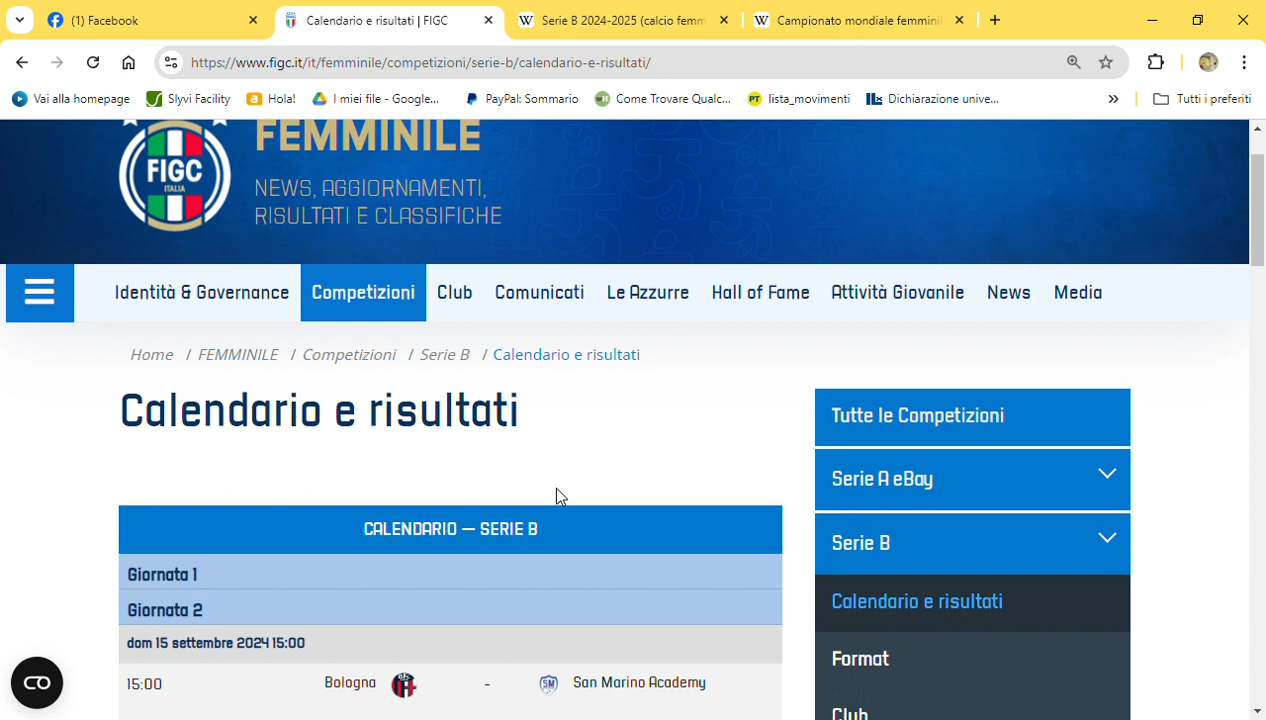 (1) Facebook
Calendario e risultati | FIGC
Serie B 2024-2025 (calcio femm
Campionato mondiale femminil
https://www.figc.it/it/femminile/competizioni/serie-b/calendario-e-risultati/
Vai alla homepage
Slyvi Facility
Hola!
I miei file - Google...
PayPal: Sommario
Come Trovare Qualc...
PT lista_movimenti
Dichiarazione unive...
»
Tutti i preferiti
FEMMINILE
FIGC
ITALIA
NEWS, AGGIORNAMENTI,
RISULTATI E CLASSIFICHE
Identità & Governance
Competizioni
Club
Comunicati
Le Azzurre
Hall of Fame
Attività Giovanile
News
Media
Home / FEMMINILE / Competizioni / Serie B / Calendario e risultati
Calendario e risultati
Tutte le Competizioni
Serie A eBay
Serie B
Calendario e risultati
Format
Club
CALENDARIO — SERIE B
Giornata 1
Giornata 2
dom 15 settembre 2024 15:00
15:00 Bologna - SM San Marino Academy